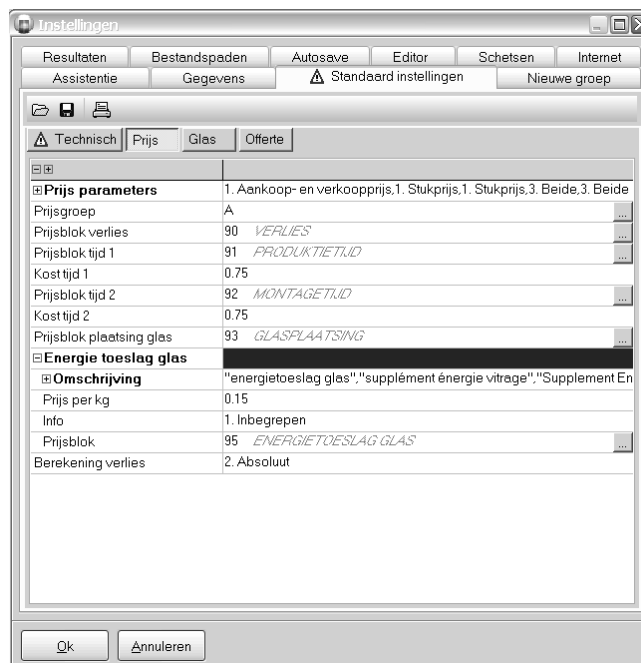 Instellingen
Resultaten Bestandspaden Autosave Editor Schetsen Internet
Assistentie Gegevens Standaard instellingen Nieuwe groep
Technisch Prijs Glas Offerte
Prijs parameters 1. Aankoop- en verkoopprijs,1. Stukprijs,1. Stukprijs,3. Beide,3. Beide
Prijsgroep A ...
Prijsblok verlies 90 VERLIES ...
Prijsblok tijd 1 91 PRODUKTIETIJD ...
Kost tijd 1 0.75
Prijsblok tijd 2 92 MONTAGETIJD ...
Kost tijd 2 0.75
Prijsblok plaatsing glas 93 GLASPLAATSING ...
Energie toeslag glas
Omschrijving "energietoeslag glas","supplément énergie vitrage","Supplement En
Prijs per kg 0.15
Info 1. Inbegrepen
Prijsblok 95 ENERGIETOESLAG GLAS ...
Berekening verlies 2. Absoluut
Ok Annuleren